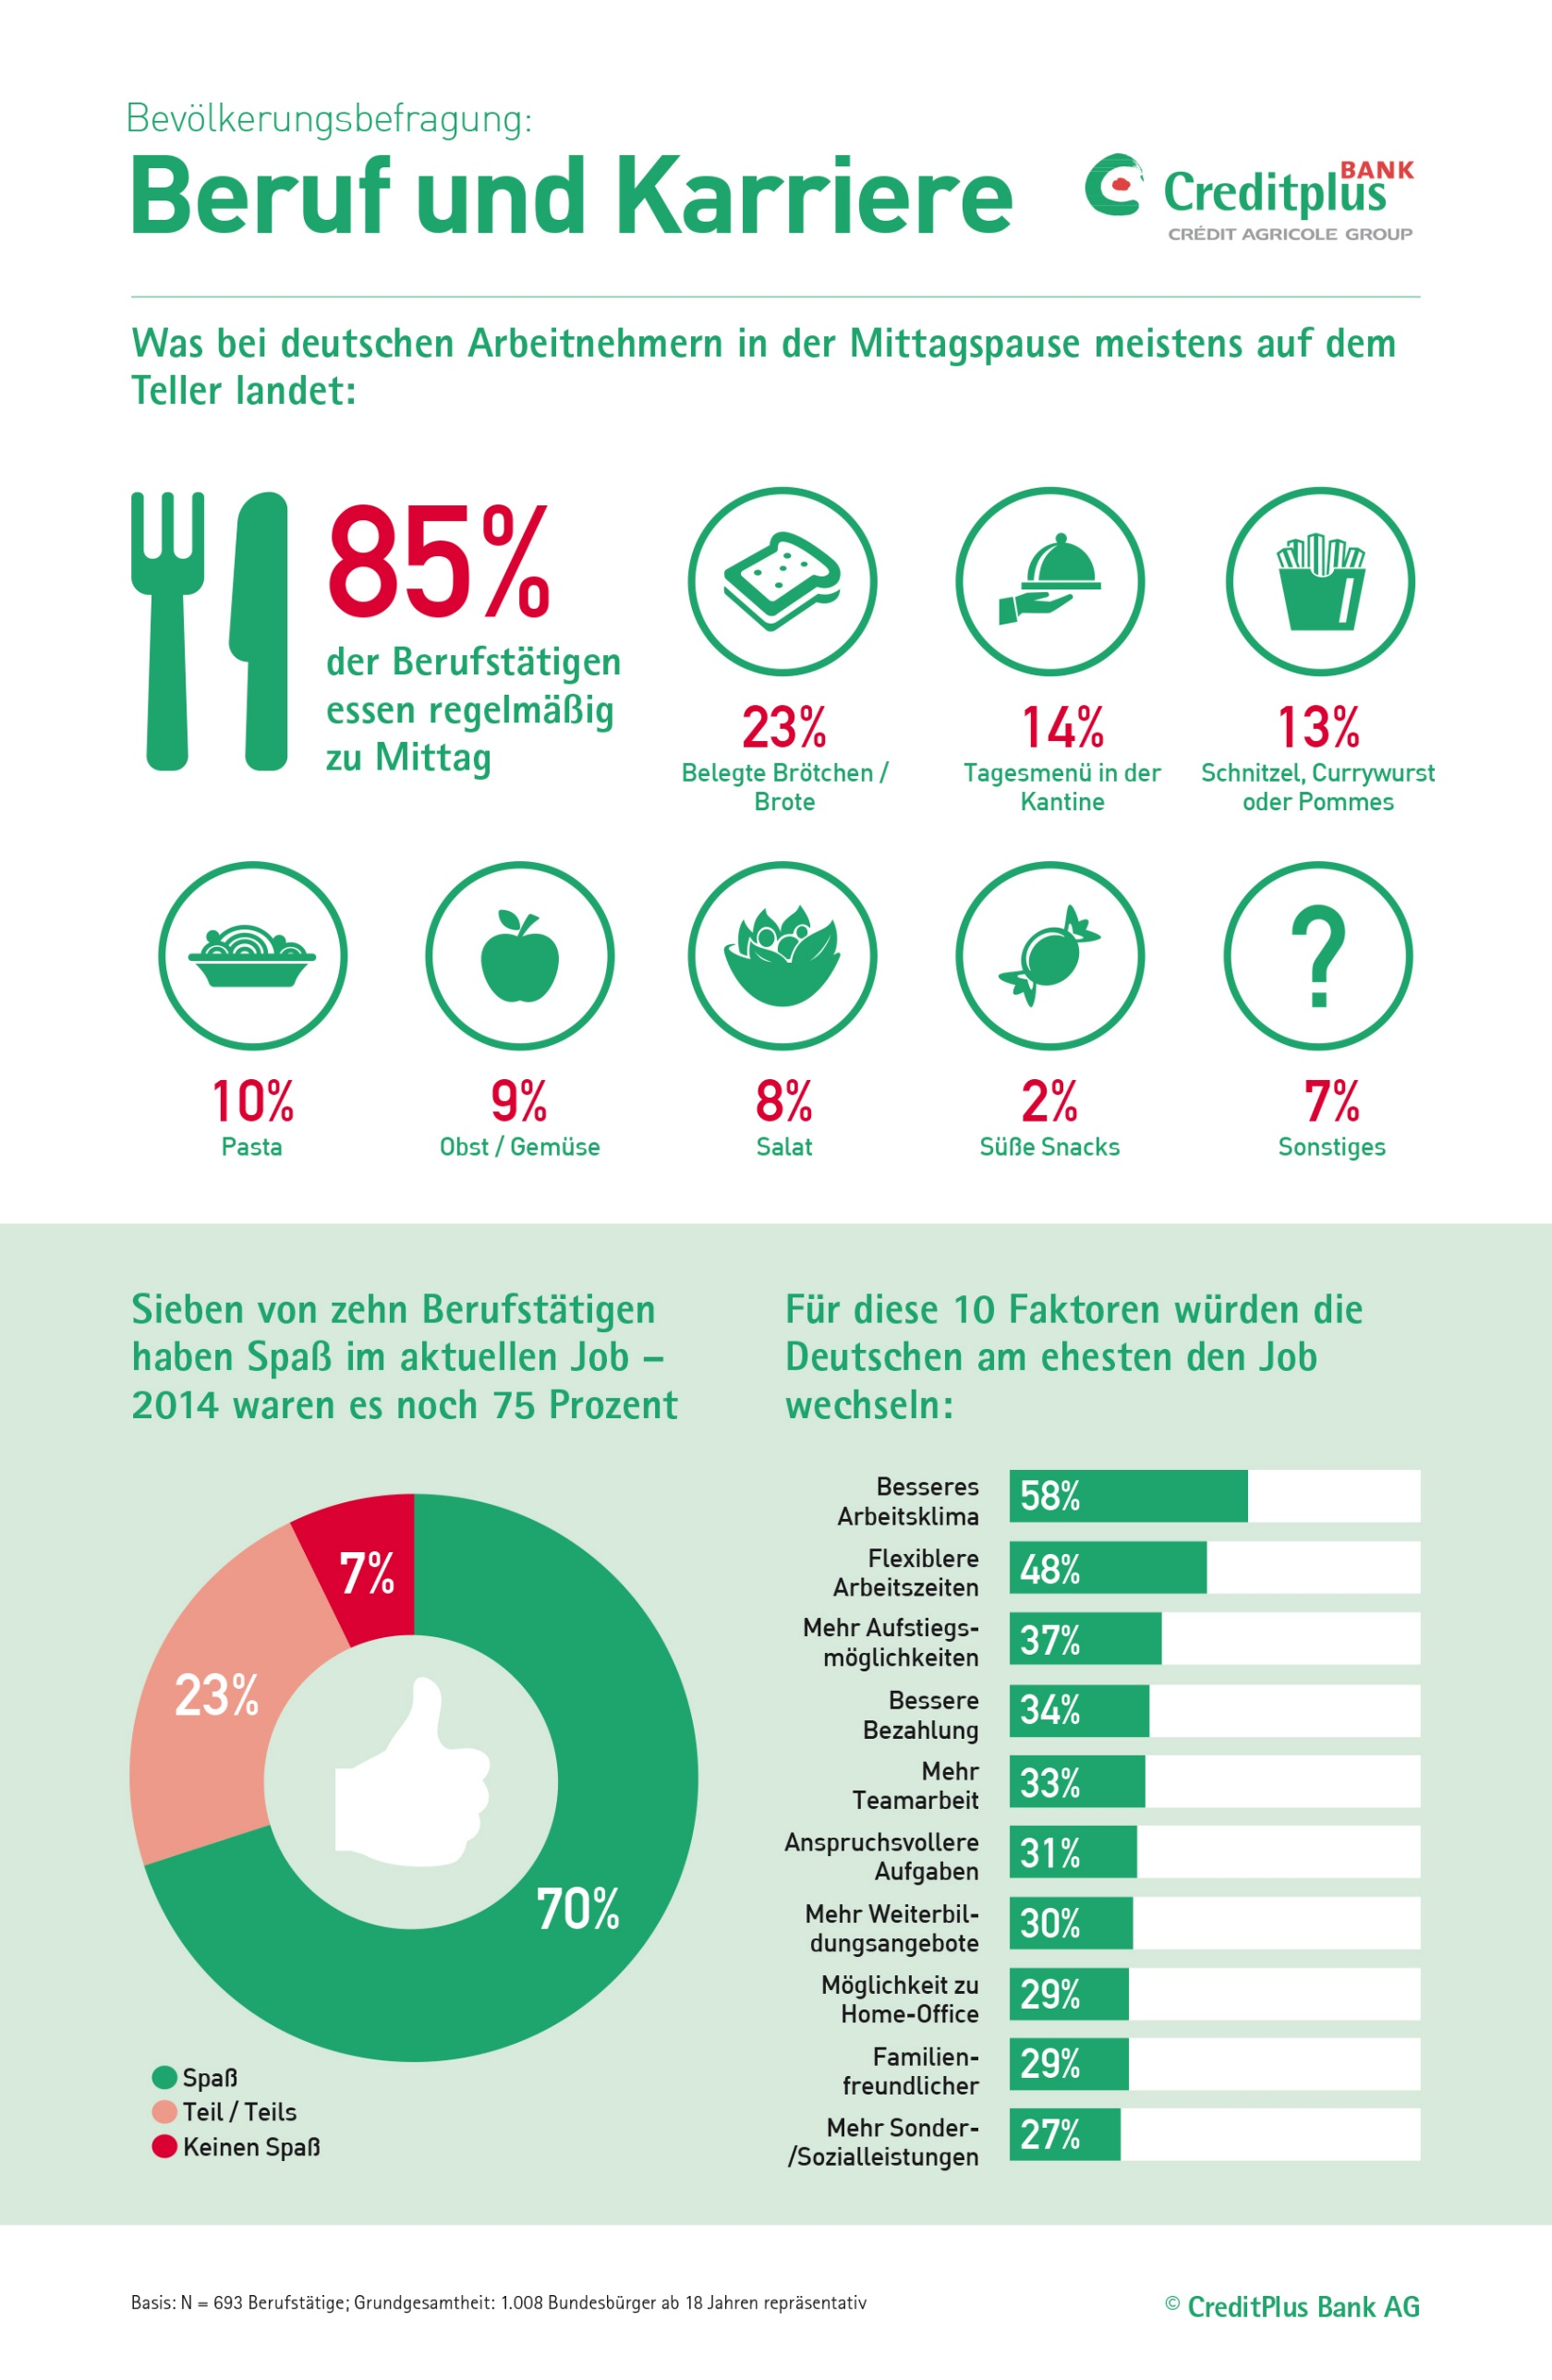 Bevölkerungsbefragung:
Beruf und Karriere
Creditplus BANK
CRÉDIT AGRICOLE GROUP
Was bei deutschen Arbeitnehmern in der Mittagspause meistens auf dem
Teller landet:
85%
der Berufstätigen
essen regelmäßig
zu Mittag
23%
Belegte Brötchen /
Brote
14%
Tagesmenü in der
Kantine
13%
Schnitzel, Currywurst
oder Pommes
10%
Pasta
9%
Obst / Gemüse
8%
Salat
2%
Süße Snacks
?
7%
Sonstiges
Sieben von zehn Berufstätigen
haben Spaß im aktuellen Job –
2014 waren es noch 75 Prozent
7%
23%
70%
Spaß
Teil / Teils
Keinen Spaß
Für diese 10 Faktoren würden die
Deutschen am ehesten den Job
wechseln:
Besseres
Arbeitsklima
58%
Flexiblere
Arbeitszeiten
48%
Mehr Aufstiegs-
möglichkeiten
37%
Bessere
Bezahlung
34%
Mehr
Teamarbeit
33%
Anspruchsvollere
Aufgaben
31%
Mehr Weiterbil-
dungsangebote
30%
Möglichkeit zu
Home-Office
29%
Familien-
freundlicher
29%
Mehr Sonder-
/Sozialleistungen
27%
Basis: N = 693 Berufstätige; Grundgesamtheit: 1.008 Bundesbürger ab 18 Jahren repräsentativ
© CreditPlus Bank AG